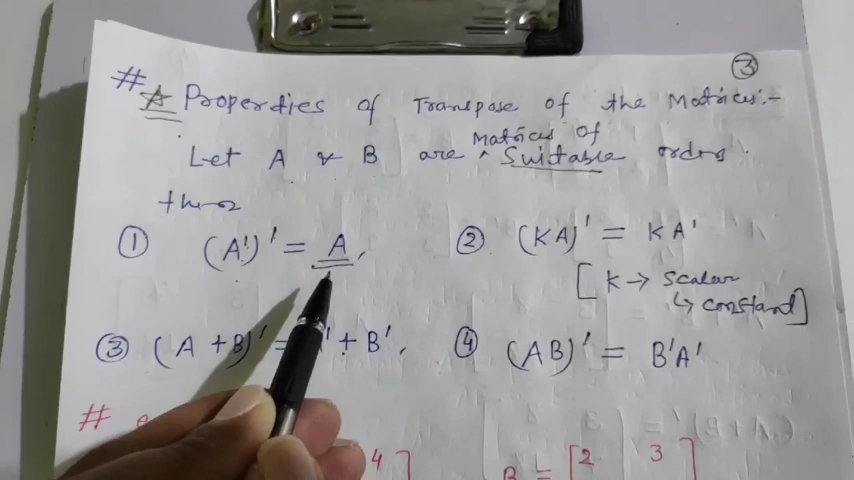 ③
# Properties of Transpose of the Matrices:-
Let A & B are ^ Matrices of Suitable orders
then
① (A')' = A, ② (KA)' = KA'
[K → Scalar
↳ constant]
③ (A + B)' = A' + B', ④ (AB)' = B'A'
#
4] B = [2 3]